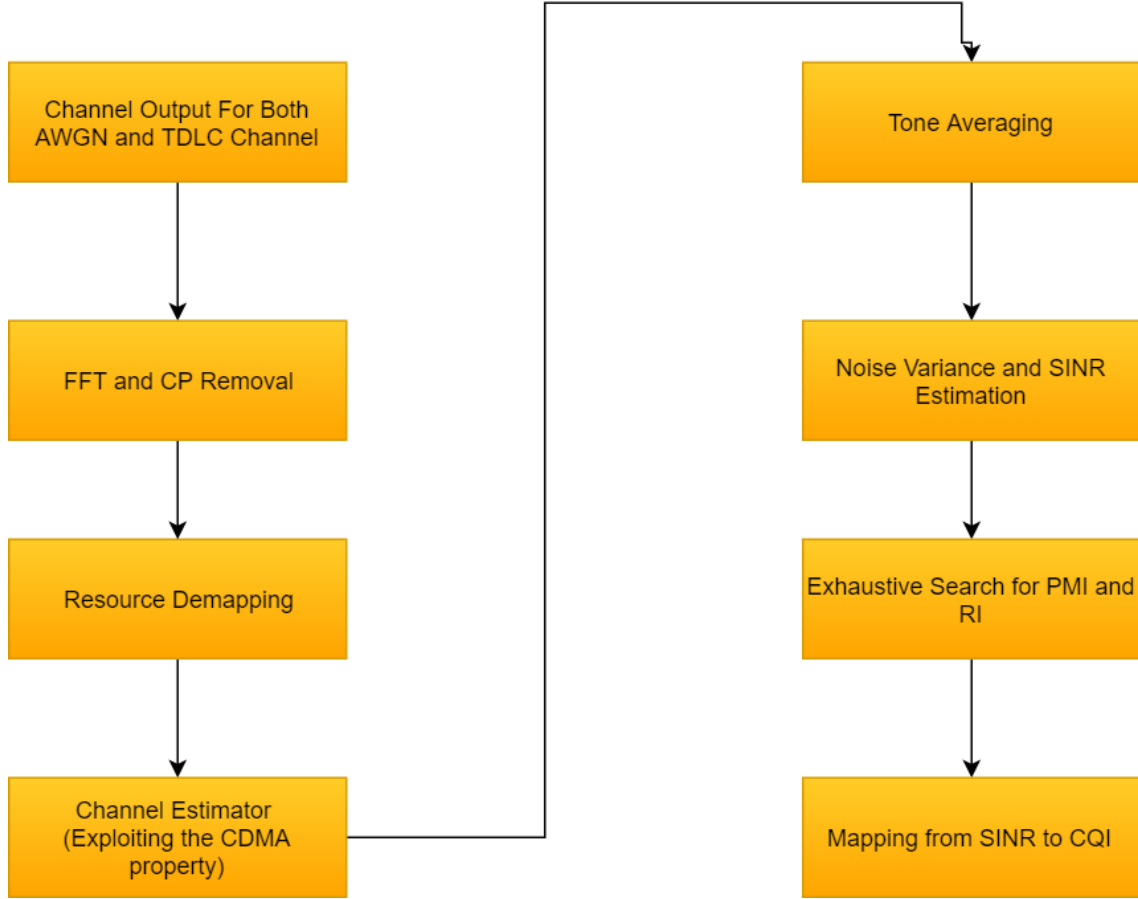 Channel Output For Both
AWGN and TDLC Channel
FFT and CP Removal
Resource Demapping
Channel Estimator
(Exploiting the CDMA
property)
Tone Averaging
Noise Variance and SINR
Estimation
Exhaustive Search for PMI and
RI
Mapping from SINR to CQI